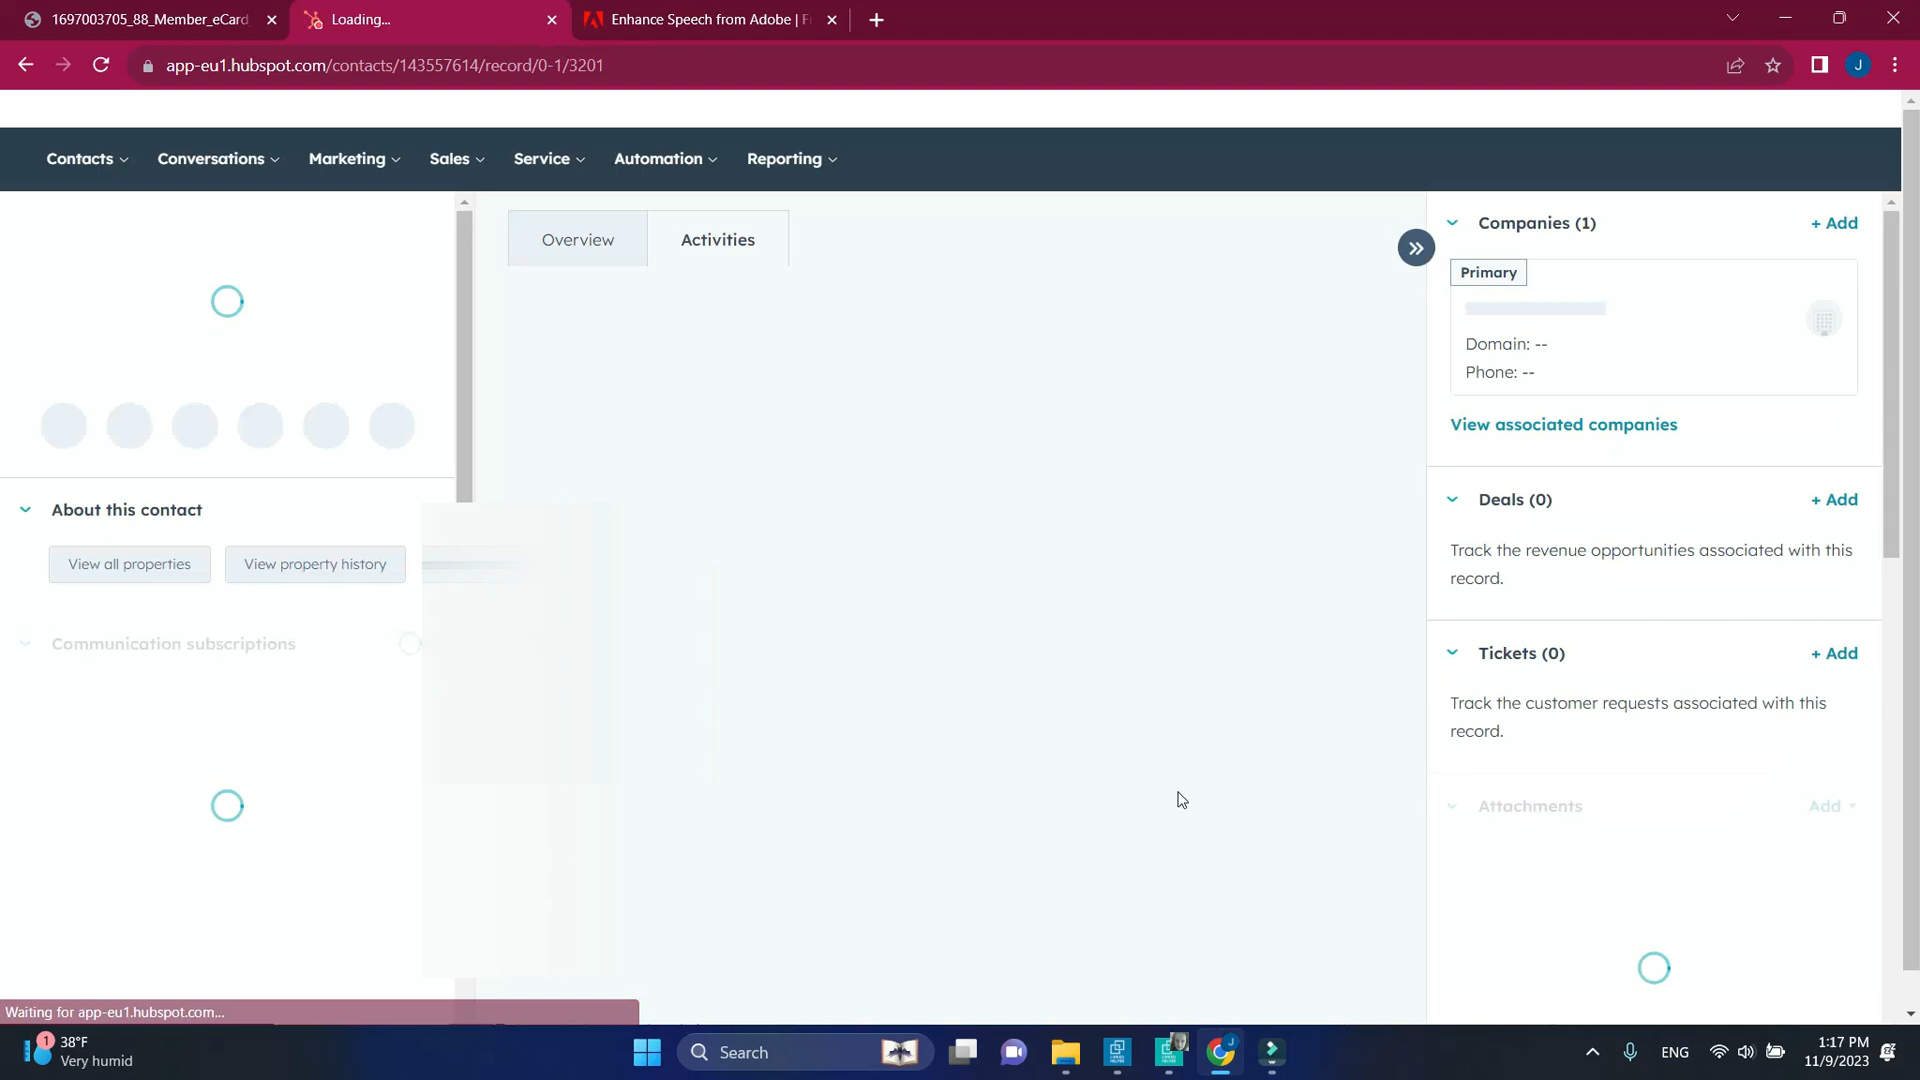 1697003705_88_Member_eCard
Loading...
Enhance Speech from Adobe | F
app-eu1.hubspot.com/contacts/143557614/record/0-1/3201
J
Contacts
Conversations
Marketing
Sales
Service
Automation
Reporting
Overview
Activities
About this contact
View all properties
View property history
Communication subscriptions
Companies (1)
+ Add
Primary
Domain: --
Phone: --
View associated companies
Deals (0)
+ Add
Track the revenue opportunities associated with this
record.
Tickets (0)
+ Add
Track the customer requests associated with this
record.
Attachments
Add
Waiting for app-eu1.hubspot.com...
1
38°F
Very humid
Search
J
ENG
1:17 PM
11/9/2023